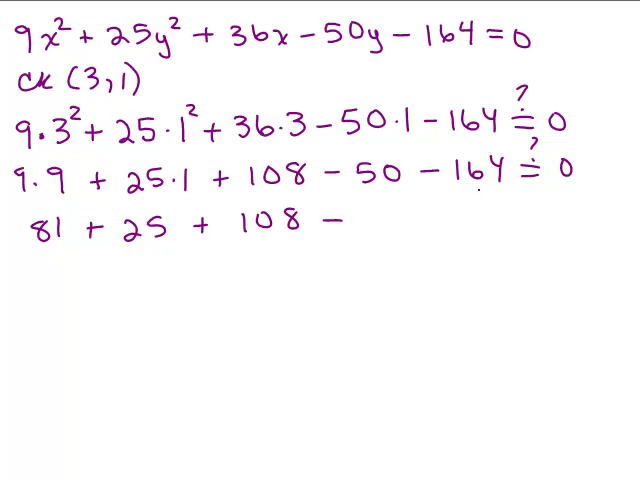 9x² + 25y² + 36x - 50y - 164 = 0
ck (3,1)
9·3² + 25·1² + 36·3 - 50·1 - 164 ≟ 0
9·9 + 25·1 + 108 - 50 - 164 ≟ 0
81 + 25 + 108 -